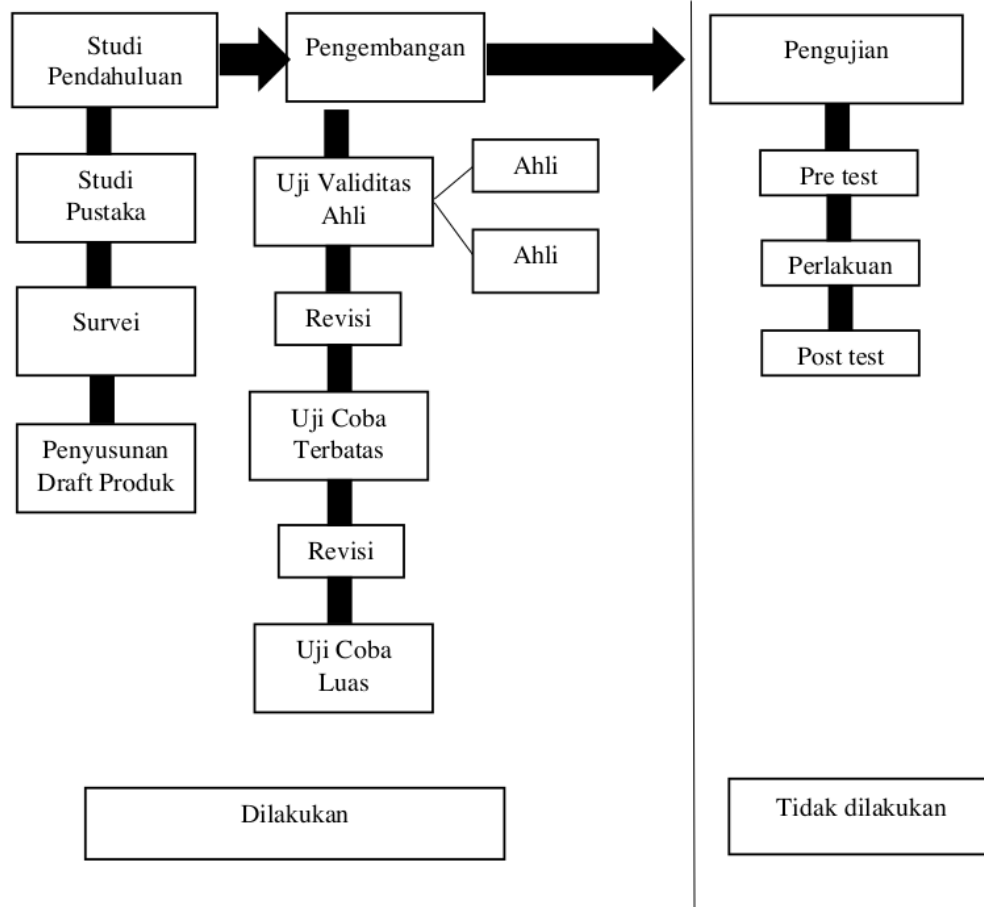 Studi
Pendahuluan
Studi
Pustaka
Survei
Penyusunan
Draft Produk
Pengembangan
Uji Validitas
Ahli
Ahli
Ahli
Revisi
Uji Coba
Terbatas
Revisi
Uji Coba
Luas
Dilakukan
Pengujian
Pre test
Perlakuan
Post test
Tidak dilakukan